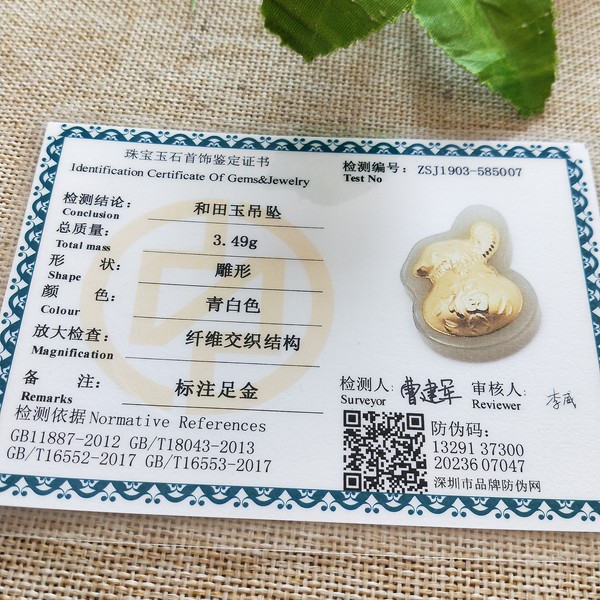 珠宝玉石首饰鉴定证书
Identification Certificate Of Gems&Jewelry
检测编号: ZSJ1903-585007
Test No
检测结论: 和田玉吊坠
Conclusion
总质量: 3.49g
Total mass
形 状: 雕形
Shape
颜 色: 青白色
Colour
放大检查: 纤维交织结构
Magnification
备 注: 标注足金
Remarks
检测依据 Normative References
GB11887-2012 GB/T18043-2013
GB/T16552-2017 GB/T16553-2017
检测人: 曹建军 审核人: 李威
Surveyor Reviewer
防伪码:
13291 37300
20236 07047
深圳市品牌防伪网